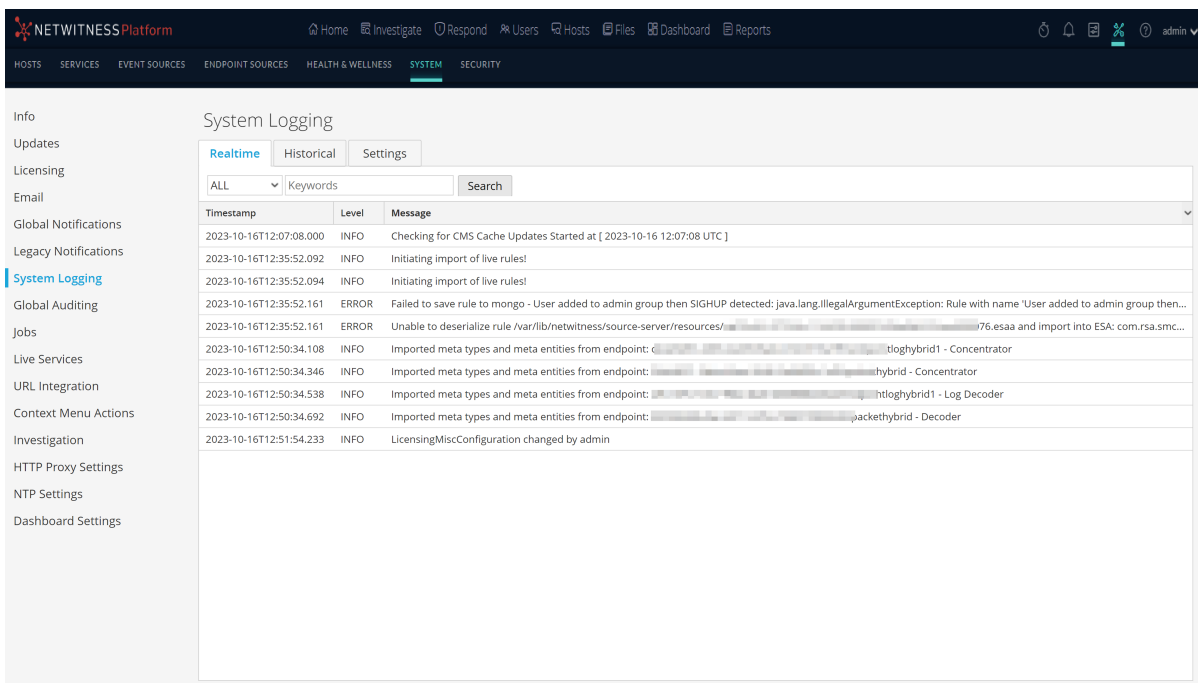 NETWITNESS Platform Home Investigate Respond Users Hosts Files Dashboard Reports admin
HOSTS SERVICES EVENT SOURCES ENDPOINT SOURCES HEALTH & WELLNESS SYSTEM SECURITY
Info
Updates
Licensing
Email
Global Notifications
Legacy Notifications
System Logging
Global Auditing
Jobs
Live Services
URL Integration
Context Menu Actions
Investigation
HTTP Proxy Settings
NTP Settings
Dashboard Settings
System Logging
Realtime Historical Settings
ALL Keywords Search
Timestamp Level Message
2023-10-16T12:07:08.000 INFO Checking for CMS Cache Updates Started at [ 2023-10-16 12:07:08 UTC ]
2023-10-16T12:35:52.092 INFO Initiating import of live rules!
2023-10-16T12:35:52.094 INFO Initiating import of live rules!
2023-10-16T12:35:52.161 ERROR Failed to save rule to mongo - User added to admin group then SIGHUP detected: java.lang.IllegalArgumentException: Rule with name 'User added to admin group then...
2023-10-16T12:35:52.161 ERROR Unable to deserialize rule /var/lib/netwitness/source-server/resources/ 76.esaa and import into ESA: com.rsa.smc...
2023-10-16T12:50:34.108 INFO Imported meta types and meta entities from endpoint: tloghybrid1 - Concentrator
2023-10-16T12:50:34.346 INFO Imported meta types and meta entities from endpoint: hybrid - Concentrator
2023-10-16T12:50:34.538 INFO Imported meta types and meta entities from endpoint: htloghybrid1 - Log Decoder
2023-10-16T12:50:34.692 INFO Imported meta types and meta entities from endpoint: packethybrid - Decoder
2023-10-16T12:51:54.233 INFO LicensingMiscConfiguration changed by admin